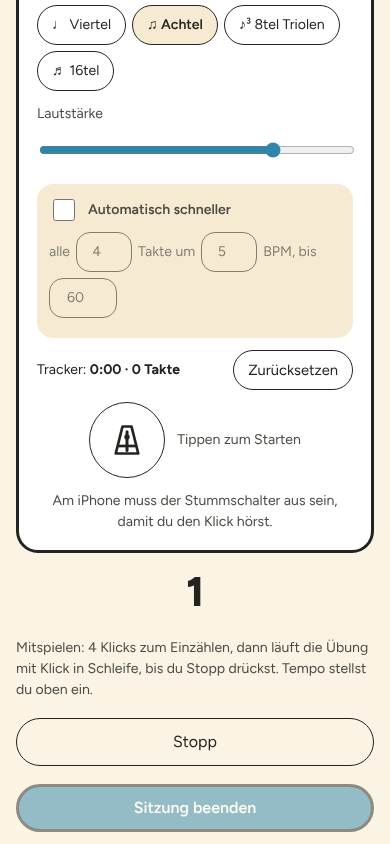 ♩ Viertel ♫ Achtel ♪³ 8tel Triolen
♬ 16tel
Lautstärke
Automatisch schneller
alle 4 Takte um 5 BPM, bis
60
Tracker: 0:00 · 0 Takte Zurücksetzen
Tippen zum Starten
Am iPhone muss der Stummschalter aus sein,
damit du den Klick hörst.
1
Mitspielen: 4 Klicks zum Einzählen, dann läuft die Übung
mit Klick in Schleife, bis du Stopp drückst. Tempo stellst
du oben ein.
Stopp
Sitzung beenden